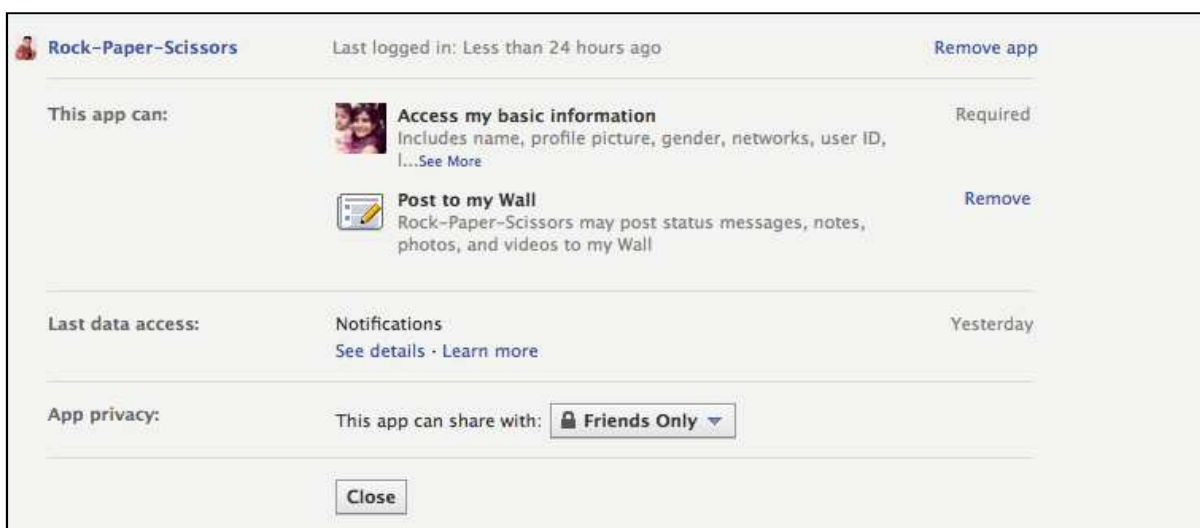 Rock-Paper-Scissors Last logged in: Less than 24 hours ago Remove app
This app can: Access my basic information Required
Includes name, profile picture, gender, networks, user ID,
l...See More
Post to my Wall Remove
Rock-Paper-Scissors may post status messages, notes,
photos, and videos to my Wall
Last data access: Notifications Yesterday
See details · Learn more
App privacy: This app can share with: Friends Only
Close